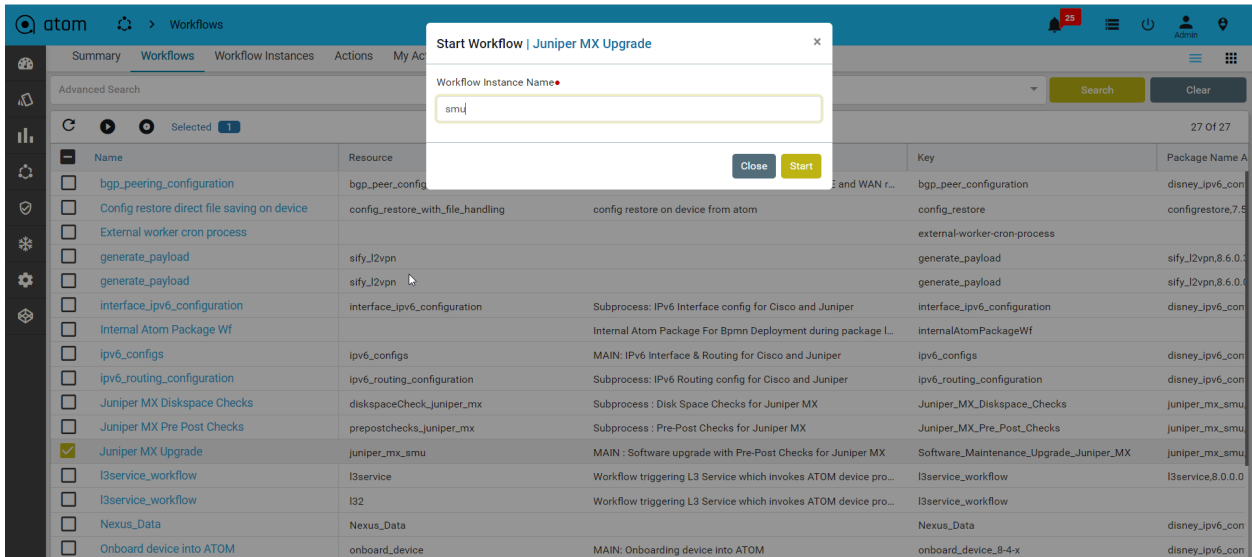 atom > Workflows 25 Admin
Start Workflow | Juniper MX Upgrade ×
Summary Workflows Workflow Instances Actions My Ac
Workflow Instance Name
smu
Advanced Search Search Clear
Selected 1 27 Of 27
Close Start
Name Resource Key Package Name A
bgp_peering_configuration bgp_peer_config E and WAN r... bgp_peer_configuration disney_ipv6_con
Config restore direct file saving on device config_restore_with_file_handling config restore on device from atom config_restore configrestore,7.5
External worker cron process external-worker-cron-process
generate_payload sify_l2vpn generate_payload sify_l2vpn,8.6.0.
generate_payload sify_l2vpn generate_payload sify_l2vpn,8.6.0.
interface_ipv6_configuration interface_ipv6_configuration Subprocess: IPv6 Interface config for Cisco and Juniper interface_ipv6_configuration disney_ipv6_con
Internal Atom Package Wf Internal Atom Package For Bpmn Deployment during package l... internalAtomPackageWf
ipv6_configs ipv6_configs MAIN: IPv6 Interface & Routing for Cisco and Juniper ipv6_configs disney_ipv6_con
ipv6_routing_configuration ipv6_routing_configuration Subprocess: IPv6 Routing config for Cisco and Juniper ipv6_routing_configuration disney_ipv6_con
Juniper MX Diskspace Checks diskspaceCheck_juniper_mx Subprocess : Disk Space Checks for Juniper MX Juniper_MX_Diskspace_Checks juniper_mx_smu,
Juniper MX Pre Post Checks prepostchecks_juniper_mx Subprocess : Pre-Post Checks for Juniper MX Juniper_MX_Pre_Post_Checks juniper_mx_smu,
Juniper MX Upgrade juniper_mx_smu MAIN : Software upgrade with Pre-Post Checks for Juniper MX Software_Maintenance_Upgrade_Juniper_MX juniper_mx_smu,
l3service_workflow l3service Workflow triggering L3 Service which invokes ATOM device pro... l3service_workflow l3service,8.0.0.0
l3service_workflow l32 Workflow triggering L3 Service which invokes ATOM device pro... l3service_workflow
Nexus_Data Nexus_Data Nexus_Data disney_ipv6_con
Onboard device into ATOM onboard_device MAIN: Onboarding device into ATOM onboard_device_8-4-x disney_ipv6_con